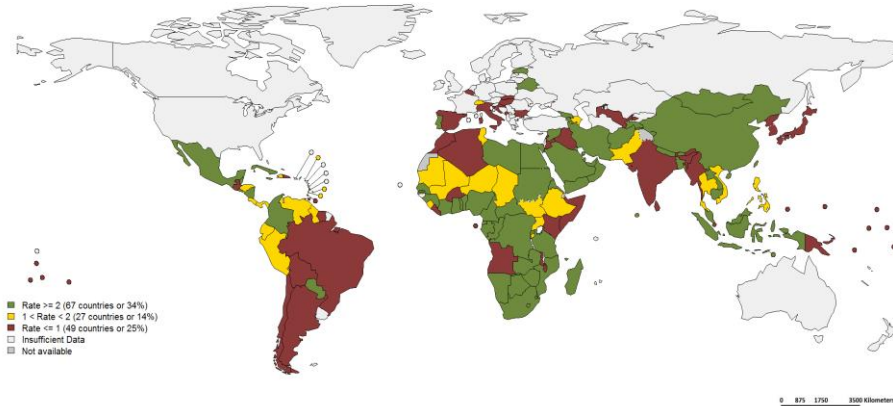 Rate >= 2 (67 countries or 34%)
1 < Rate < 2 (27 countries or 14%)
Rate <= 1 (49 countries or 25%)
Insufficient Data
Not available
0 875 1750 3500 Kilometers